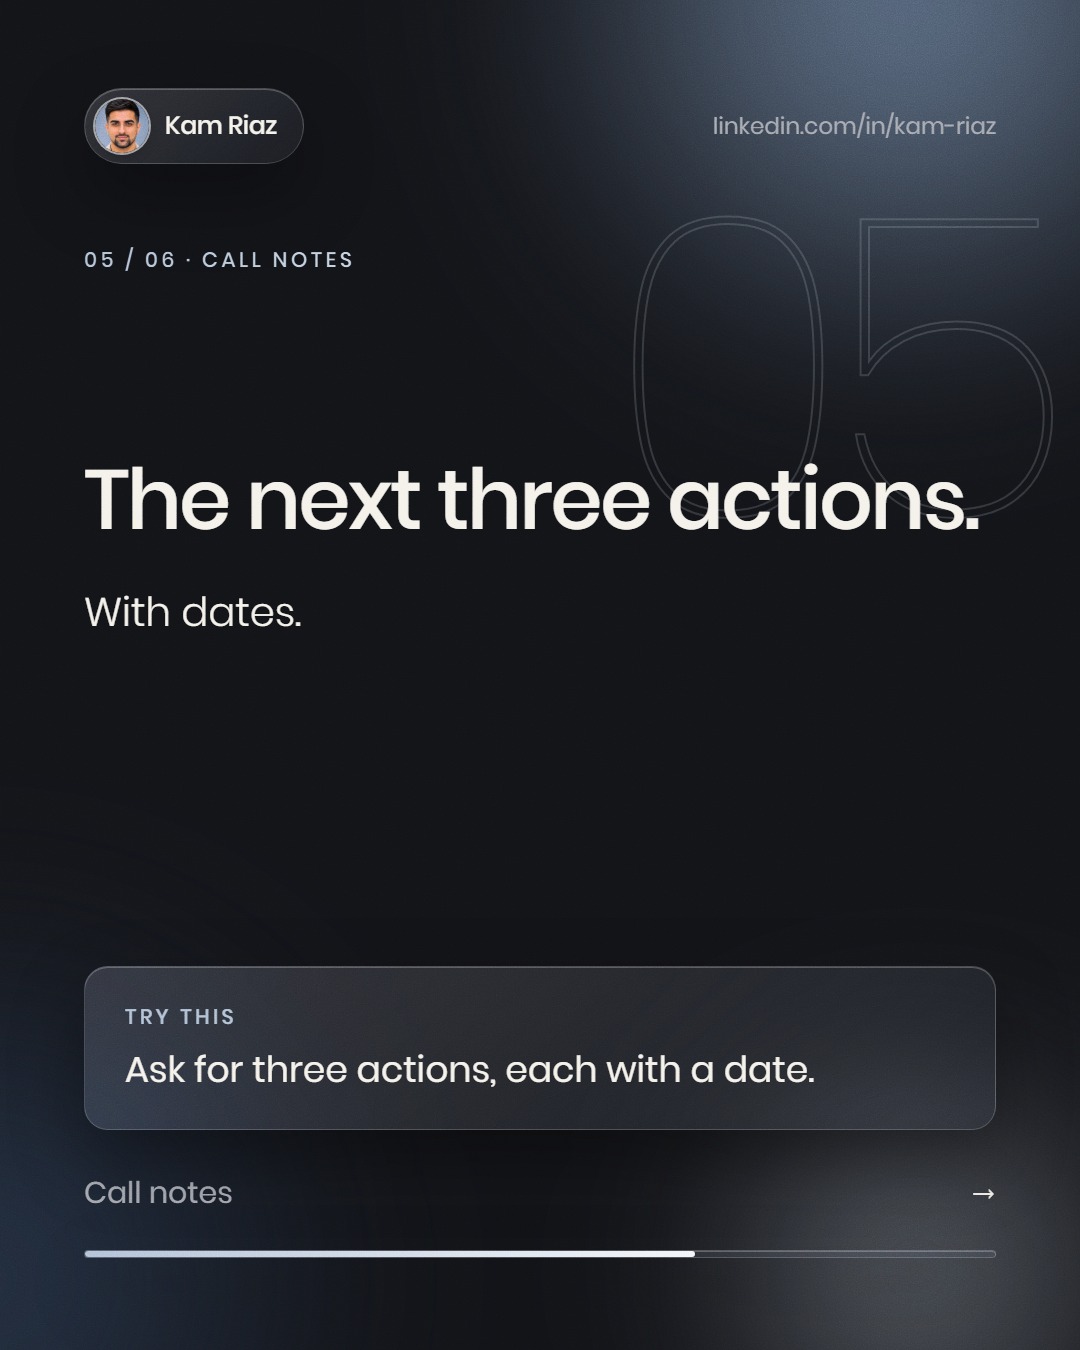 Kam Riaz
linkedin.com/in/kam-riaz
05 / 06 · CALL NOTES
05
The next three actions.
With dates.
TRY THIS
Ask for three actions, each with a date.
Call notes
→